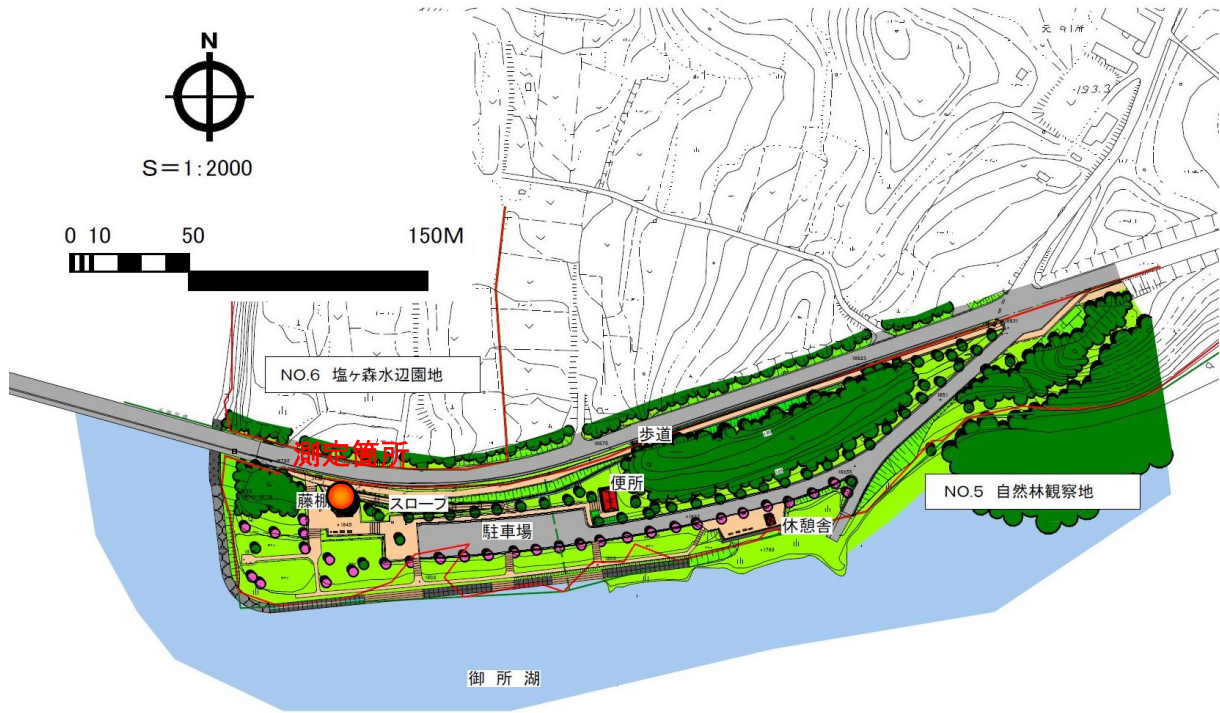 N
S=1:2000
0 10 50 150M
193.3
NO.6 塩ヶ森水辺園地
測定箇所
歩道
便所
藤棚
スロープ
駐車場
休憩舎
NO.5 自然林観察地
御所湖